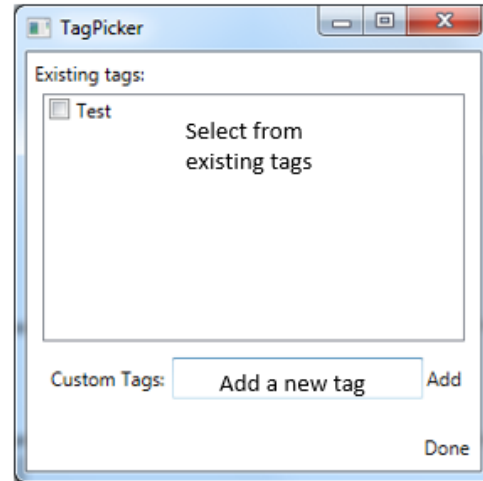 TagPicker
Existing tags:
Test
Select from
existing tags
Custom Tags: Add a new tag Add
Done